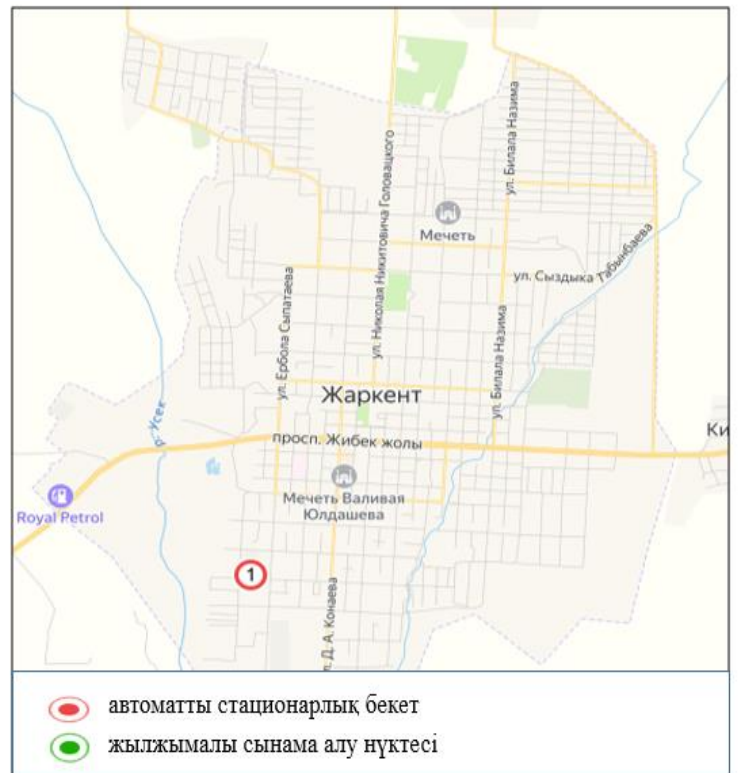 ул. Билала Назима
ул. Николая Никитовича Головацкого
Мечеть
ул. Сыздыка Табынбаева
ул. Ербола Сыпатаева
ул. Билала Назима
Жаркент
р. Усек
просп. Жибек жолы
Ки
Мечеть Валивая
Юлдашева
Royal Petrol
1
л. Д. А. Конаева
автоматты стационарлық бекет
жылжымалы сынама алу нүктесі